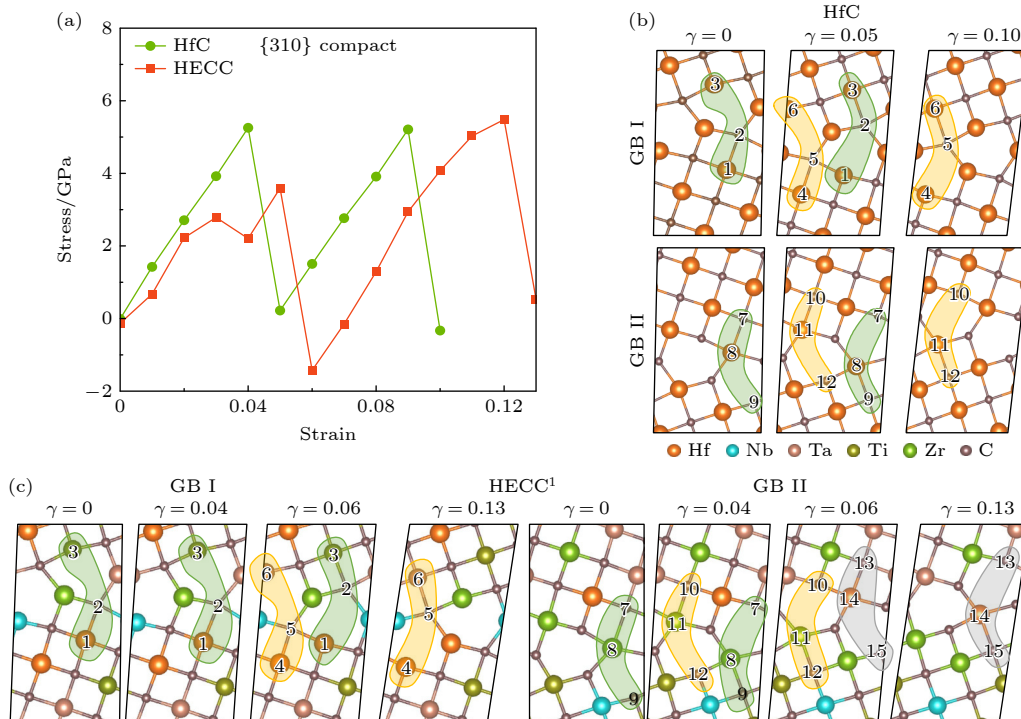 (a)
{310} compact
HfC
HECC
Stress/GPa
8
6
4
2
0
−2
0
0.04
0.08
0.12
Strain
(b)
HfC
γ = 0
γ = 0.05
γ = 0.10
GB I
3
2
1
6
3
2
5
1
4
6
5
4
GB II
7
8
9
10
7
11
8
12
9
10
11
12
Hf
Nb
Ta
Ti
Zr
C
(c)
GB I
HECC¹
GB II
γ = 0
γ = 0.04
γ = 0.06
γ = 0.13
γ = 0
γ = 0.04
γ = 0.06
γ = 0.13
3
2
1
3
2
1
6
3
2
5
1
4
6
5
4
7
8
9
10
7
11
8
12
9
10
13
14
11
15
12
13
14
15